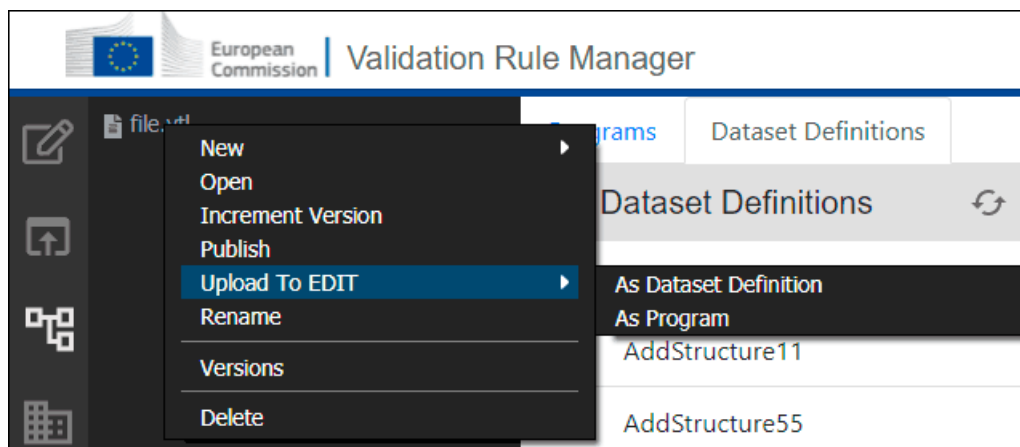 European
Commission
Validation Rule Manager
file.vtl
Programs
Dataset Definitions
New
Open
Increment Version
Publish
Upload To EDIT
Rename
Versions
Delete
Dataset Definitions
As Dataset Definition
As Program
AddStructure11
AddStructure55